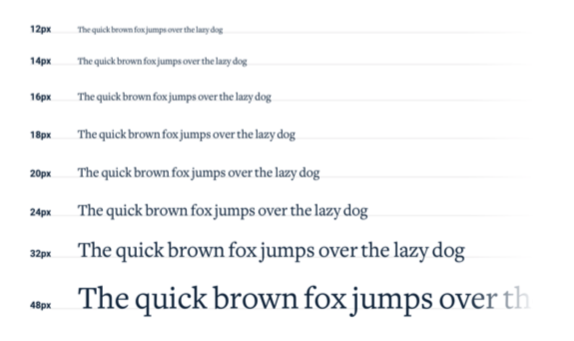 12px The quick brown fox jumps over the lazy dog
14px The quick brown fox jumps over the lazy dog
16px The quick brown fox jumps over the lazy dog
18px The quick brown fox jumps over the lazy dog
20px The quick brown fox jumps over the lazy dog
24px The quick brown fox jumps over the lazy dog
32px The quick brown fox jumps over the lazy dog
48px The quick brown fox jumps over th